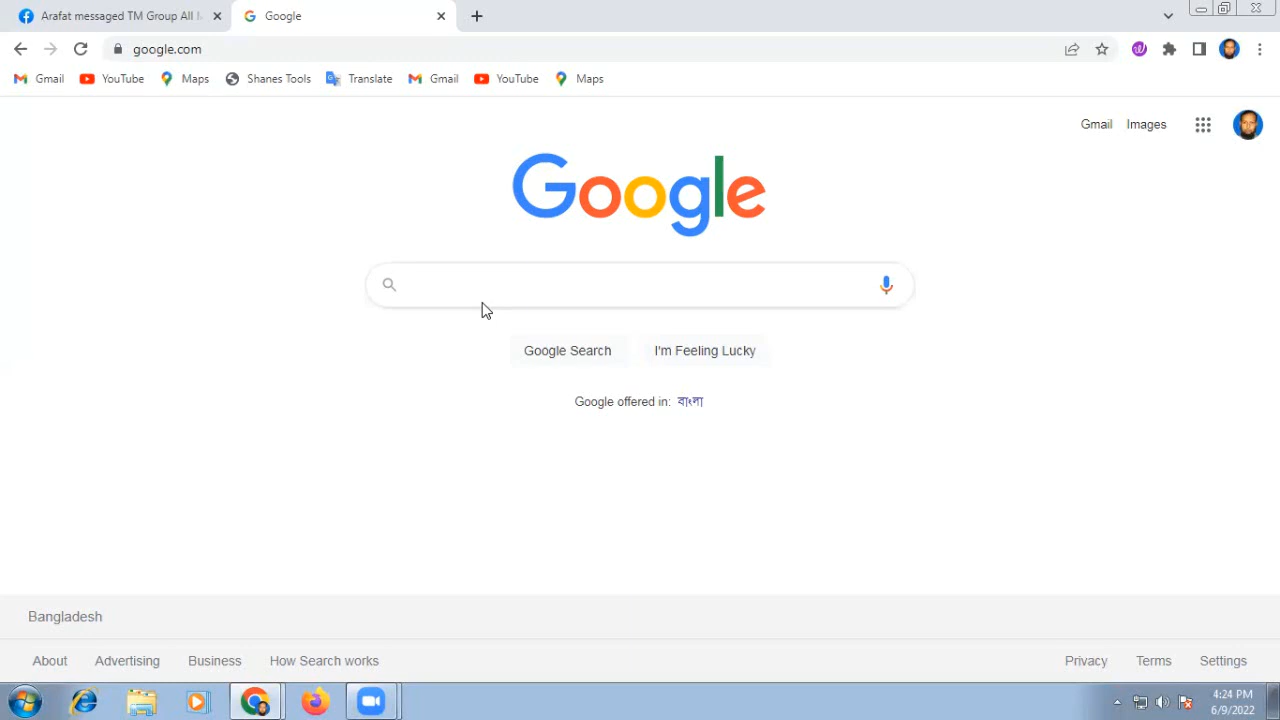 Arafat messaged TM Group All
Google
google.com
Gmail YouTube Maps Shanes Tools Translate Gmail YouTube Maps
Gmail Images
Google
Google Search I'm Feeling Lucky
Google offered in: বাংলা
Bangladesh
About Advertising Business How Search works Privacy Terms Settings
4:24 PM
6/9/2022